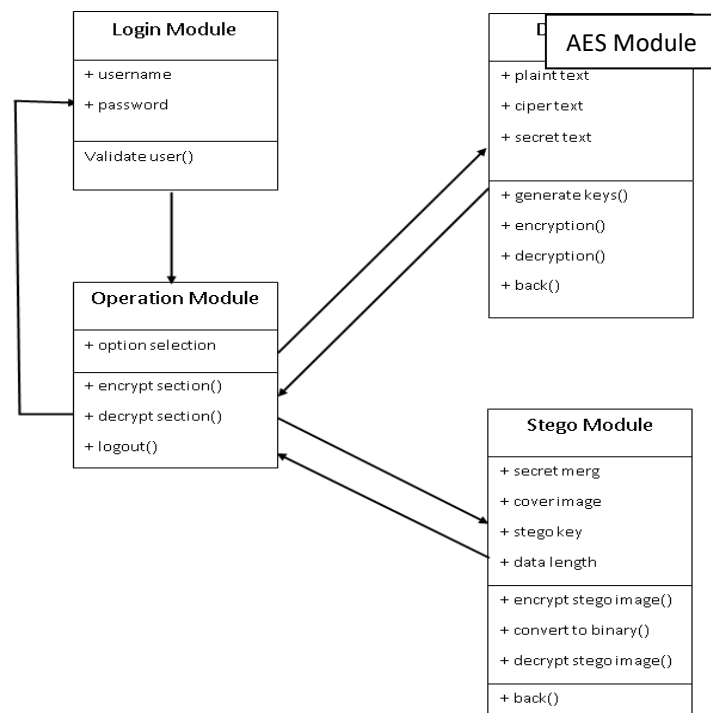 Login Module
+ username
+ password
Validate user()
AES Module
+ plaint text
+ ciper text
+ secret text
+ generate keys()
+ encryption()
+ decryption()
+ back()
Operation Module
+ option selection
+ encrypt section()
+ decrypt section()
+ logout()
Stego Module
+ secret merg
+ cover image
+ stego key
+ data length
+ encrypt stego image()
+ convert to binary()
+ decrypt stego image()
+ back()